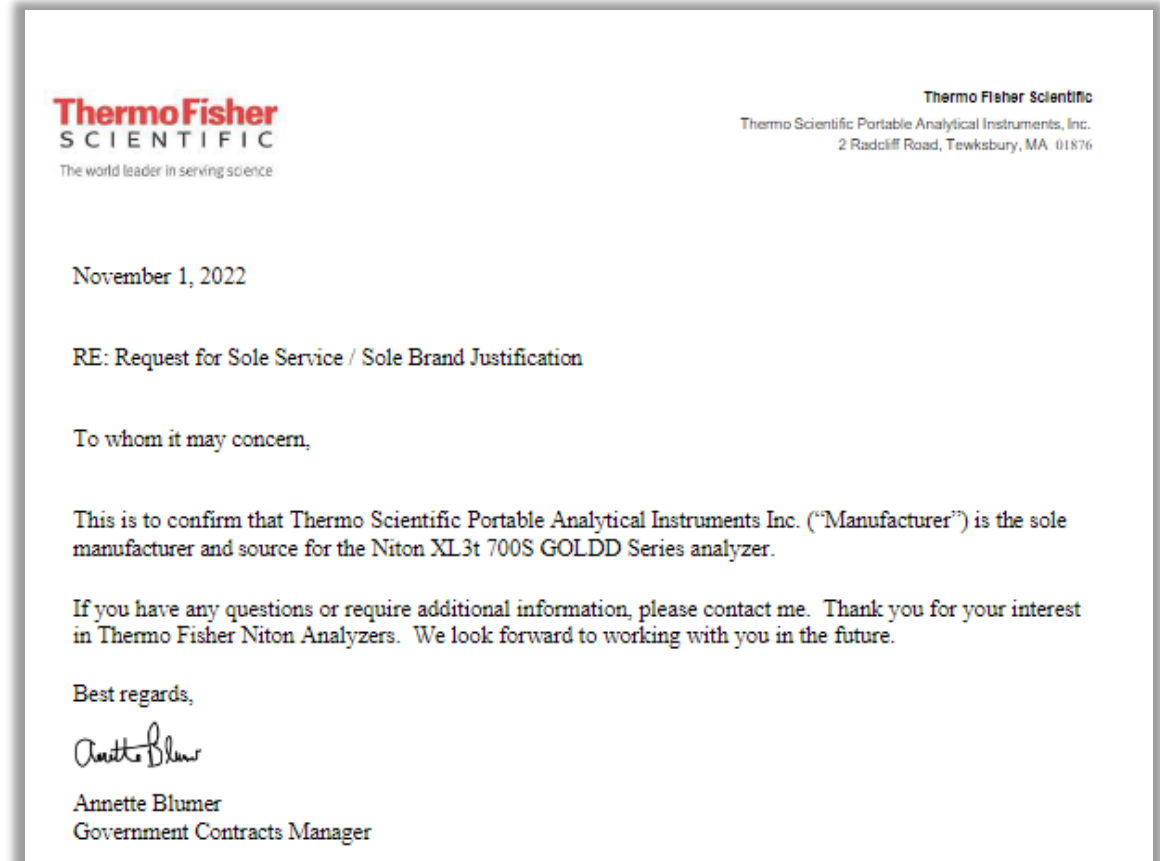 ThermoFisher
SCIENTIFIC
The world leader in serving science
Thermo Fisher Scientific
Thermo Scientific Portable Analytical Instruments, Inc.
2 Radcliff Road, Tewksbury, MA 01876
November 1, 2022
RE: Request for Sole Service / Sole Brand Justification
To whom it may concern,
This is to confirm that Thermo Scientific Portable Analytical Instruments Inc. (“Manufacturer”) is the sole
manufacturer and source for the Niton XL3t 700S GOLDD Series analyzer.
If you have any questions or require additional information, please contact me. Thank you for your interest
in Thermo Fisher Niton Analyzers. We look forward to working with you in the future.
Best regards,
Annette Blumer
Annette Blumer
Government Contracts Manager